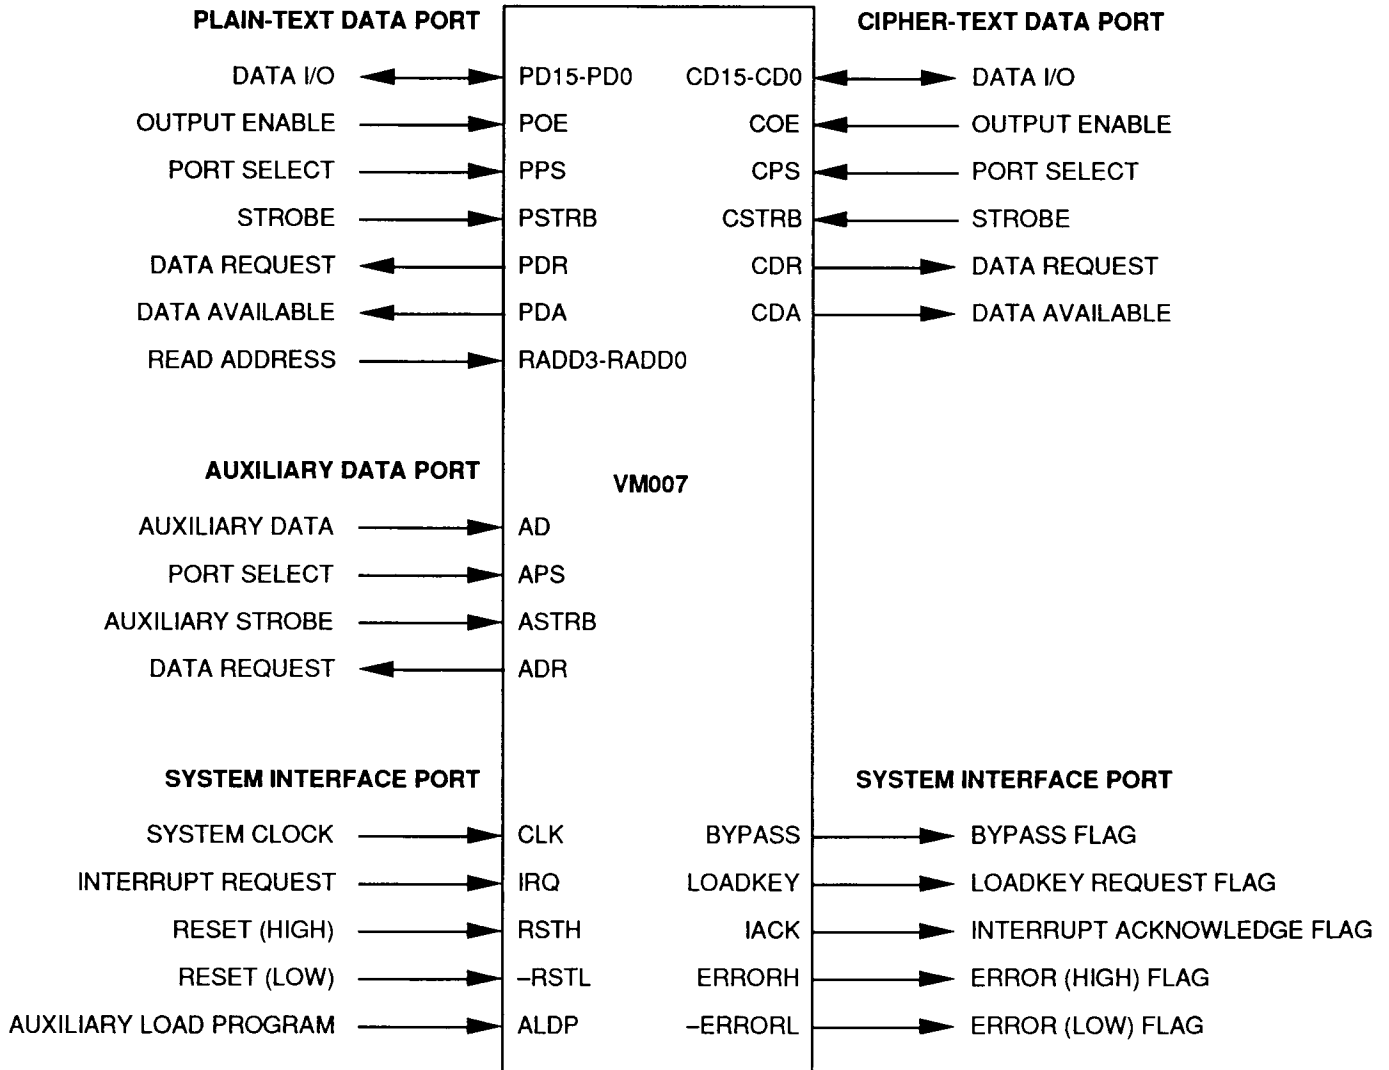 PLAIN-TEXT DATA PORT CIPHER-TEXT DATA PORT
DATA I/O PD15-PD0 CD15-CD0 DATA I/O
OUTPUT ENABLE POE COE OUTPUT ENABLE
PORT SELECT PPS CPS PORT SELECT
STROBE PSTRB CSTRB STROBE
DATA REQUEST PDR CDR DATA REQUEST
DATA AVAILABLE PDA CDA DATA AVAILABLE
READ ADDRESS RADD3-RADD0
AUXILIARY DATA PORT
VM007
AUXILIARY DATA AD
PORT SELECT APS
AUXILIARY STROBE ASTRB
DATA REQUEST ADR
SYSTEM INTERFACE PORT SYSTEM INTERFACE PORT
SYSTEM CLOCK CLK BYPASS BYPASS FLAG
INTERRUPT REQUEST IRQ LOADKEY LOADKEY REQUEST FLAG
RESET (HIGH) RSTH IACK INTERRUPT ACKNOWLEDGE FLAG
RESET (LOW) –RSTL ERRORH ERROR (HIGH) FLAG
AUXILIARY LOAD PROGRAM ALDP –ERRORL ERROR (LOW) FLAG